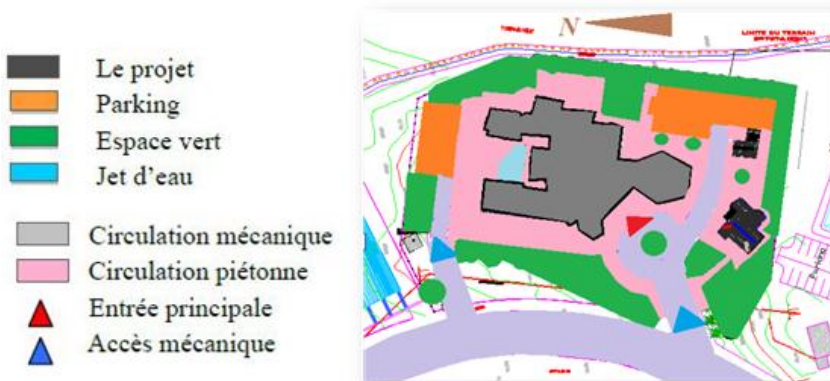 N
LIMITE DU TERRAIN
Le projet
Parking
Espace vert
Jet d'eau
Circulation mécanique
Circulation piétonne
Entrée principale
Accès mécanique